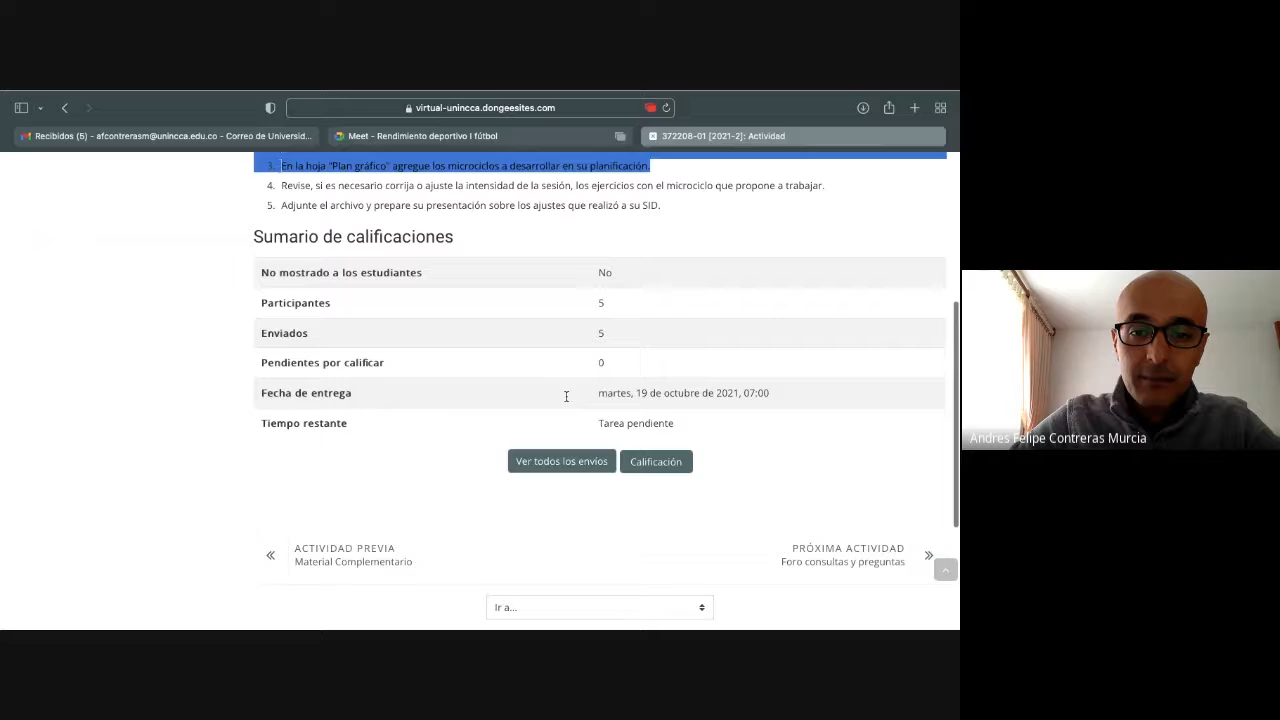 virtual-unincca.dongeesites.com
Recibidos (5) - afcontrerasm@unincca.edu.co - Correo de Universid...
Meet - Rendimiento deportivo I fútbol
372208-01 [2021-2]: Actividad
3. En la hoja "Plan gráfico" agregue los microciclos a desarrollar en su planificación.
4. Revise, si es necesario corrija o ajuste la intensidad de la sesión, los ejercicios con el microciclo que propone a trabajar.
5. Adjunte el archivo y prepare su presentación sobre los ajustes que realizó a su SID.
Sumario de calificaciones
No mostrado a los estudiantes No
Participantes 5
Enviados 5
Pendientes por calificar 0
Fecha de entrega martes, 19 de octubre de 2021, 07:00
Tiempo restante Tarea pendiente
Ver todos los envíos Calificación
ACTIVIDAD PREVIA
Material Complementario
PRÓXIMA ACTIVIDAD
Foro consultas y preguntas
Ir a...
Andres Felipe Contreras Murcia